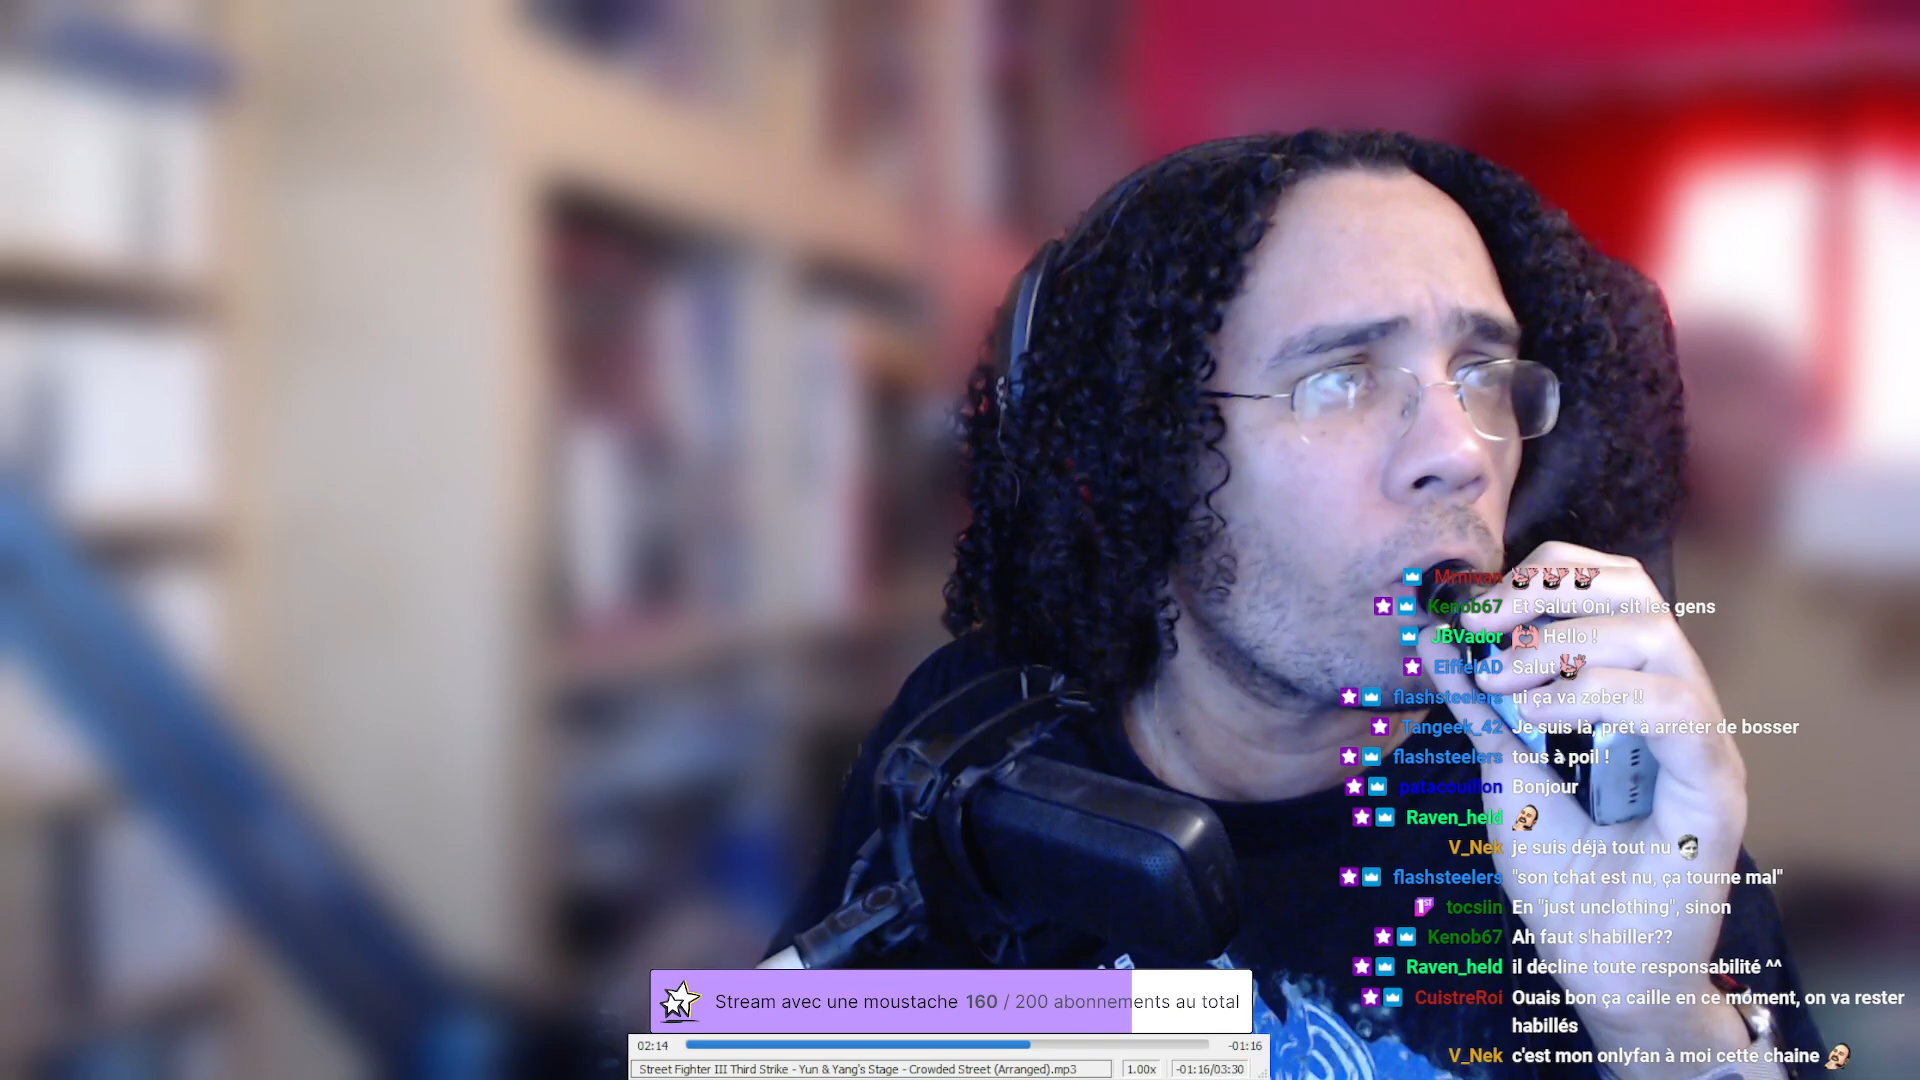 Mrnivan
Kenob67 Et Salut Oni, slt les gens
JBVador Hello !
EiffelAD Salut
flashsteelers ui ça va zober !!
Tangeek_42 Je suis là, prêt à arrêter de bosser
flashsteelers tous à poil !
patacouillon Bonjour
Raven_held
V_Nek je suis déjà tout nu
flashsteelers "son tchat est nu, ça tourne mal"
1ST tocsiin En "just unclothing", sinon
Kenob67 Ah faut s'habiller??
Raven_held il décline toute responsabilité ^^
CuistreRoi Ouais bon ça caille en ce moment, on va rester
habillés
V_Nek c'est mon onlyfan à moi cette chaine
Stream avec une moustache 160 / 200 abonnements au total
02:14 -01:16
Street Fighter III Third Strike - Yun & Yang's Stage - Crowded Street (Arranged).mp3 1.00x -01:16/03:30